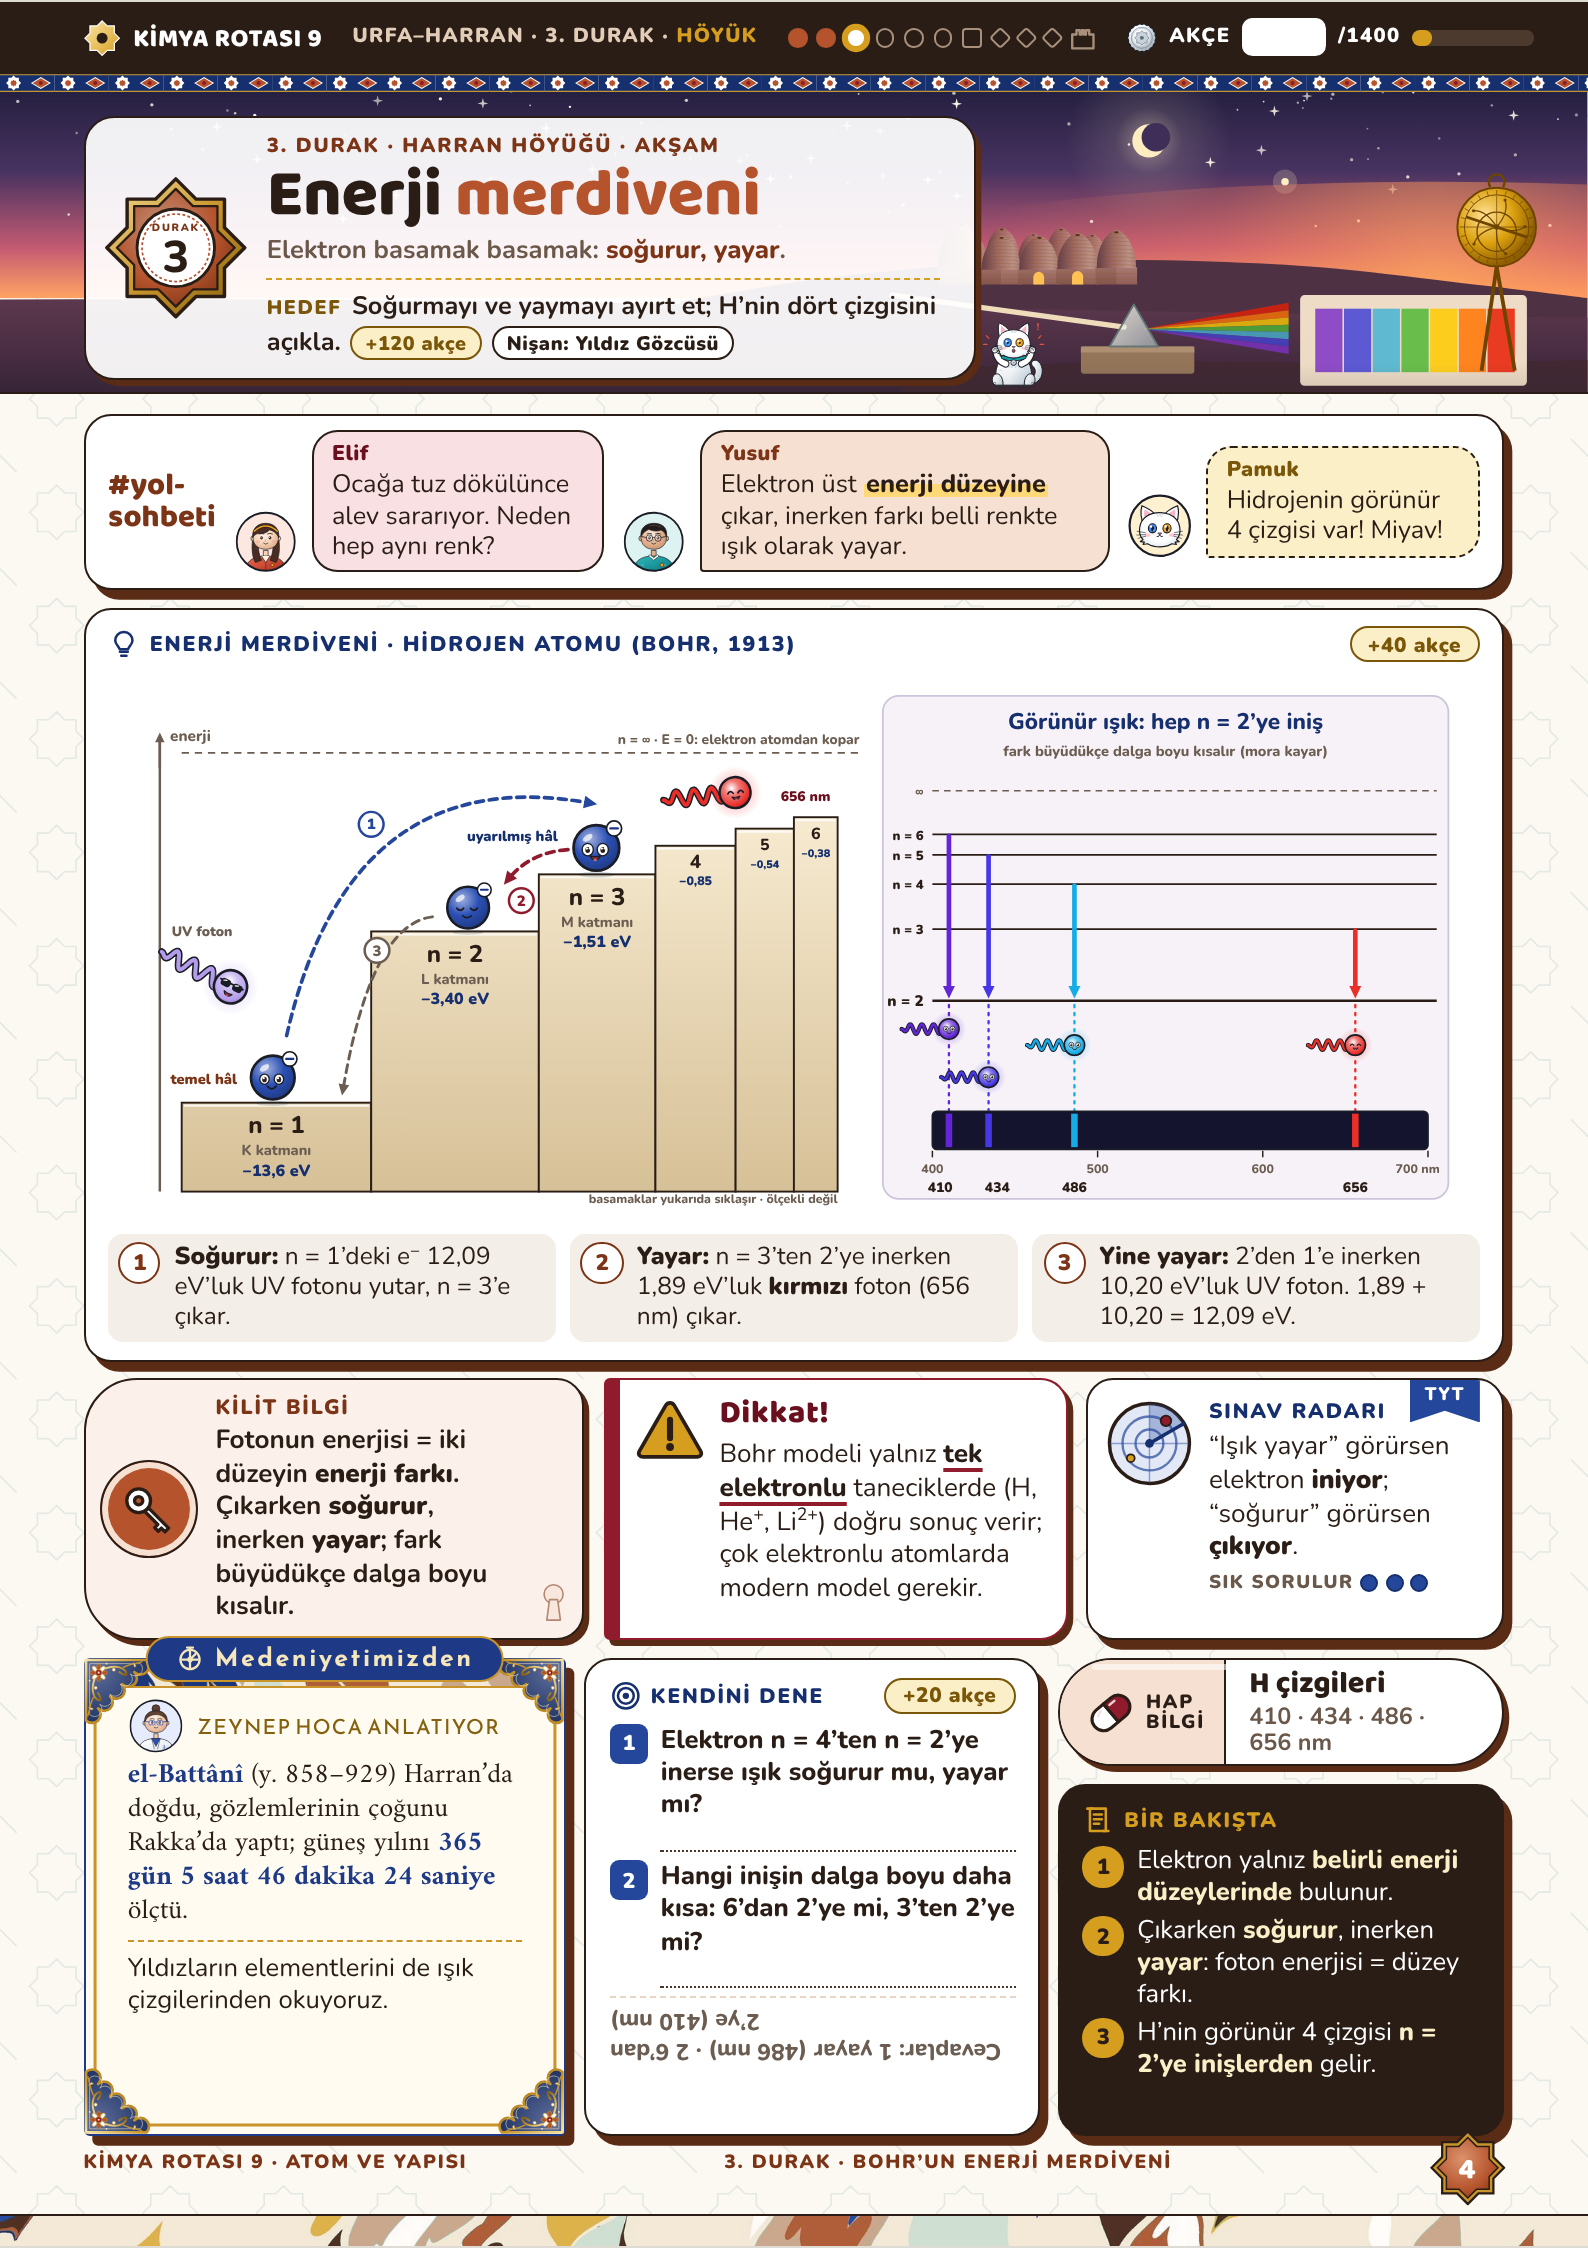 KİMYA ROTASI 9
URFA–HARRAN · 3. DURAK · HÖYÜK
AKÇE /1400
3. DURAK · HARRAN HÖYÜĞÜ · AKŞAM
Enerji merdiveni
Elektron basamak basamak: soğurur, yayar.
DURAK
3
HEDEF Soğurmayı ve yaymayı ayırt et; H’nin dört çizgisini
açıkla. +120 akçe Nişan: Yıldız Gözcüsü
#yol-
sohbeti
Elif
Ocağa tuz dökülünce
alev sararıyor. Neden
hep aynı renk?
Yusuf
Elektron üst enerji düzeyine
çıkar, inerken farkı belli renkte
ışık olarak yayar.
Pamuk
Hidrojenin görünür
4 çizgisi var! Miyav!
ENERJİ MERDİVENİ · HİDROJEN ATOMU (BOHR, 1913)
+40 akçe
enerji
n = ∞ · E = 0: elektron atomdan kopar
656 nm
1
uyarılmış hâl
2
3
UV foton
temel hâl
n = 1
K katmanı
−13,6 eV
n = 2
L katmanı
−3,40 eV
n = 3
M katmanı
−1,51 eV
4
−0,85
5
−0,54
6
−0,38
basamaklar yukarıda sıklaşır · ölçekli değil
Görünür ışık: hep n = 2’ye iniş
fark büyüdükçe dalga boyu kısalır (mora kayar)
∞
n = 6
n = 5
n = 4
n = 3
n = 2
400 500 600 700 nm
410 434 486 656
1 Soğurur: n = 1’deki e⁻ 12,09
eV’luk UV fotonu yutar, n = 3’e
çıkar.
2 Yayar: n = 3’ten 2’ye inerken
1,89 eV’luk kırmızı foton (656
nm) çıkar.
3 Yine yayar: 2’den 1’e inerken
10,20 eV’luk UV foton. 1,89 +
10,20 = 12,09 eV.
KİLİT BİLGİ
Fotonun enerjisi = iki
düzeyin enerji farkı.
Çıkarken soğurur,
inerken yayar; fark
büyüdükçe dalga boyu
kısalır.
Dikkat!
Bohr modeli yalnız tek
elektronlu taneciklerde (H,
He⁺, Li²⁺) doğru sonuç verir;
çok elektronlu atomlarda
modern model gerekir.
TYT
SINAV RADARI
“Işık yayar” görürsen
elektron iniyor;
“soğurur” görürsen
çıkıyor.
SIK SORULUR
Medeniyetimizden
ZEYNEP HOCA ANLATIYOR
el-Battânî (y. 858–929) Harran’da
doğdu, gözlemlerinin çoğunu
Rakka’da yaptı; güneş yılını 365
gün 5 saat 46 dakika 24 saniye
ölçtü.
Yıldızların elementlerini de ışık
çizgilerinden okuyoruz.
KENDİNİ DENE
+20 akçe
1 Elektron n = 4’ten n = 2’ye
inerse ışık soğurur mu, yayar
mı?
2 Hangi inişin dalga boyu daha
kısa: 6’dan 2’ye mi, 3’ten 2’ye
mi?
Cevaplar: 1 yayar (486 nm) · 2 6’dan
2’ye (410 nm)
HAP
BİLGİ
H çizgileri
410 · 434 · 486 ·
656 nm
BİR BAKIŞTA
1 Elektron yalnız belirli enerji
düzeylerinde bulunur.
2 Çıkarken soğurur, inerken
yayar: foton enerjisi = düzey
farkı.
3 H’nin görünür 4 çizgisi n =
2’ye inişlerden gelir.
KİMYA ROTASI 9 · ATOM VE YAPISI
3. DURAK · BOHR’UN ENERJİ MERDİVENİ
4